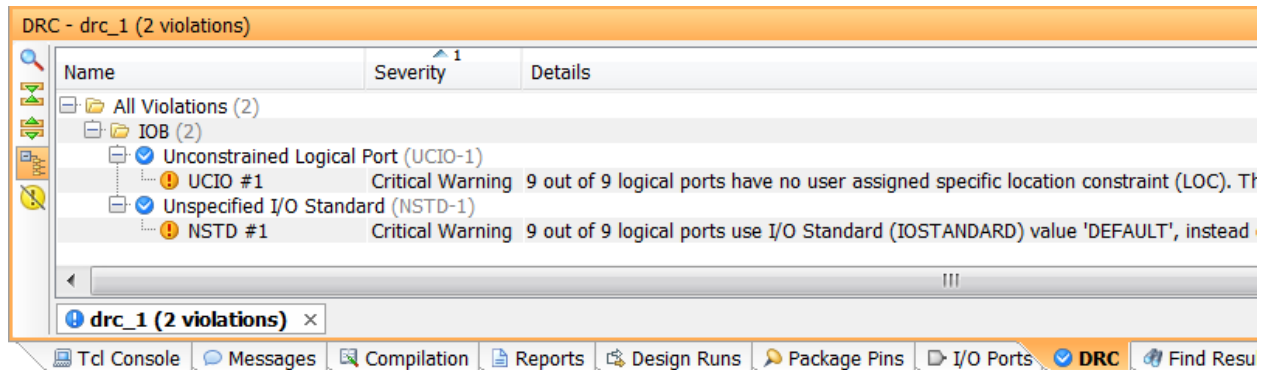 DRC - drc_1 (2 violations)
Name Severity 1 Details
All Violations (2)
IOB (2)
Unconstrained Logical Port (UCIO-1)
UCIO #1 Critical Warning 9 out of 9 logical ports have no user assigned specific location constraint (LOC). Th
Unspecified I/O Standard (NSTD-1)
NSTD #1 Critical Warning 9 out of 9 logical ports use I/O Standard (IOSTANDARD) value 'DEFAULT', instead
drc_1 (2 violations)
Tcl Console Messages Compilation Reports Design Runs Package Pins I/O Ports DRC Find Resu